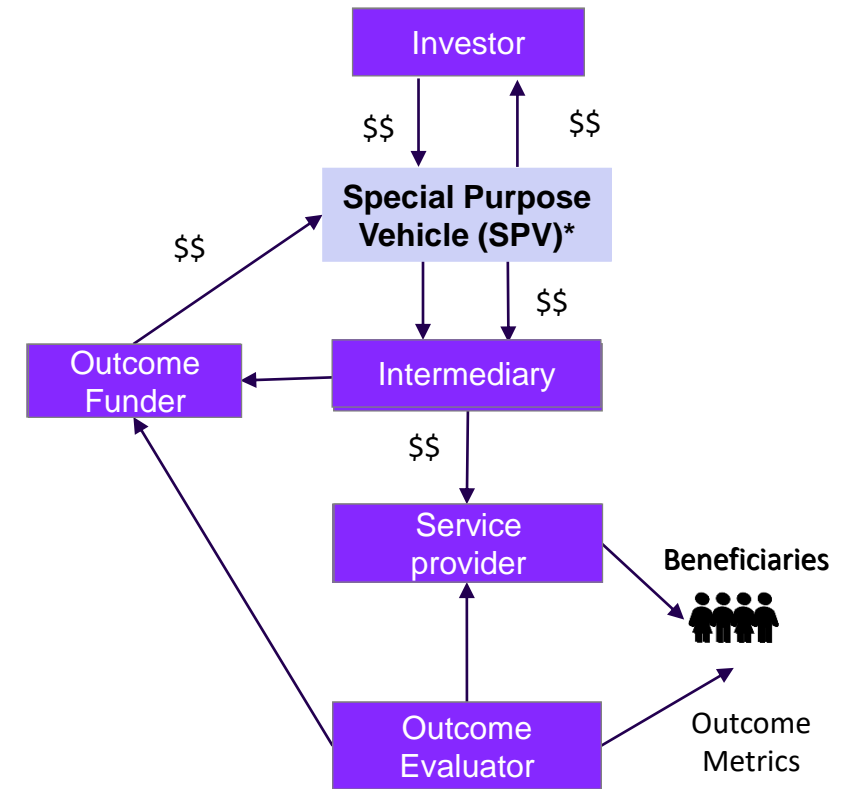 Investor
$$
$$
Special Purpose
Vehicle (SPV)*
$$
$$
Outcome
Funder
Intermediary
$$
Service
provider
Beneficiaries
Outcome
Evaluator
Outcome
Metrics